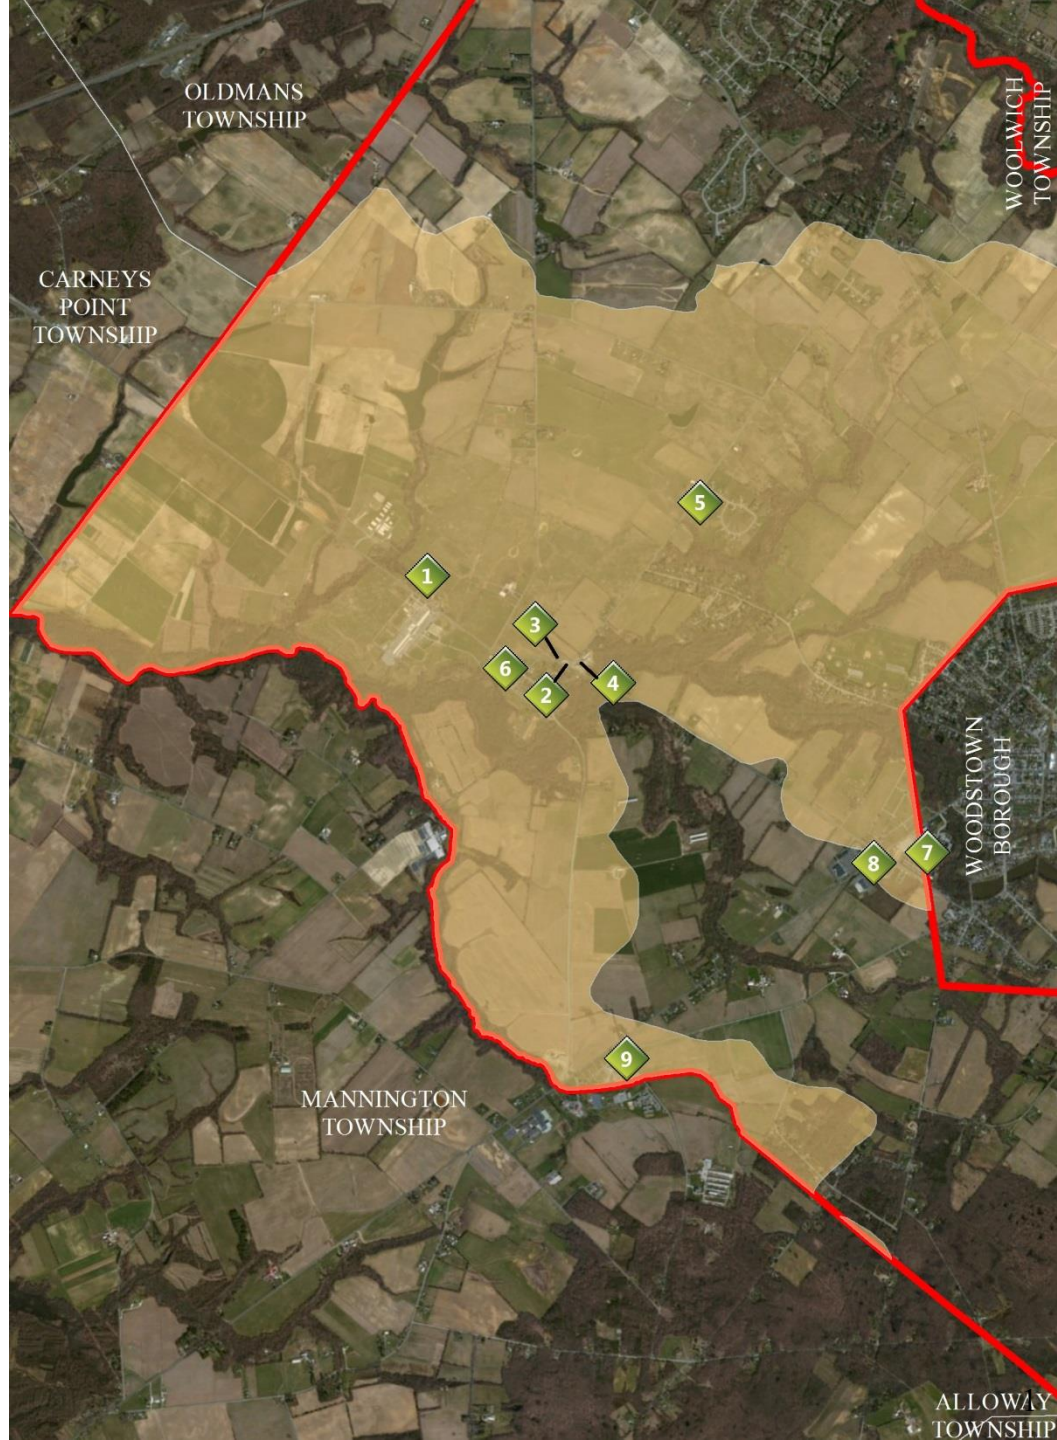 OLDMANS
TOWNSHIP
WOOLWICH
TOWNSHIP
CARNEYS
POINT
TOWNSHIP
5
1
3
6
2
4
WOODSTOWN
BOROUGH
7
8
9
MANNINGTON
TOWNSHIP
ALLOWAY
TOWNSHIP